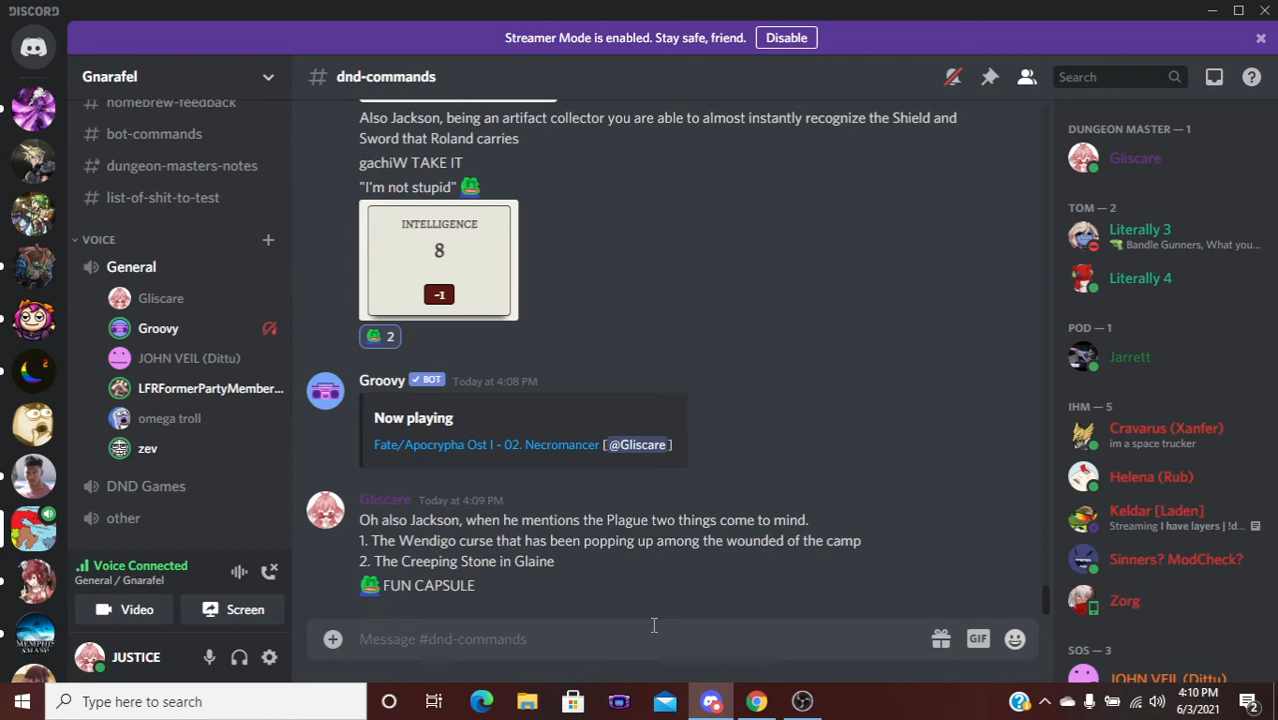 DISCORD
Streamer Mode is enabled. Stay safe, friend. Disable
Gnarafel
homebrew-feedback
bot-commands
dungeon-masters-notes
list-of-shit-to-test
VOICE
General
Gliscare
Groovy
JOHN VEIL (Dittu)
LFRFormerPartyMember...
omega troll
zev
DND Games
other
Voice Connected
General / Gnarafel
Video
Screen
JUSTICE
dnd-commands
Search
Also Jackson, being an artifact collector you are able to almost instantly recognize the Shield and
Sword that Roland carries
gachiW TAKE IT
"I'm not stupid"
INTELLIGENCE
8
-1
2
Groovy BOT Today at 4:08 PM
Now playing
Fate/Apocrypha Ost I - 02. Necromancer [@Gliscare]
Gliscare Today at 4:09 PM
Oh also Jackson, when he mentions the Plague two things come to mind.
1. The Wendigo curse that has been popping up among the wounded of the camp
2. The Creeping Stone in Glaine
FUN CAPSULE
Message #dnd-commands
GIF
DUNGEON MASTER — 1
Gliscare
TOM — 2
Literally 3
Bandle Gunners, What you...
Literally 4
POD — 1
Jarrett
IHM — 5
Cravarus (Xanfer)
im a space trucker
Helena (Rub)
Keldar [Laden]
Streaming I have layers | !d...
Sinners? ModCheck?
Zorg
SOS — 3
JOHN VEIL (Dittu)
Type here to search
4:10 PM
6/3/2021
2